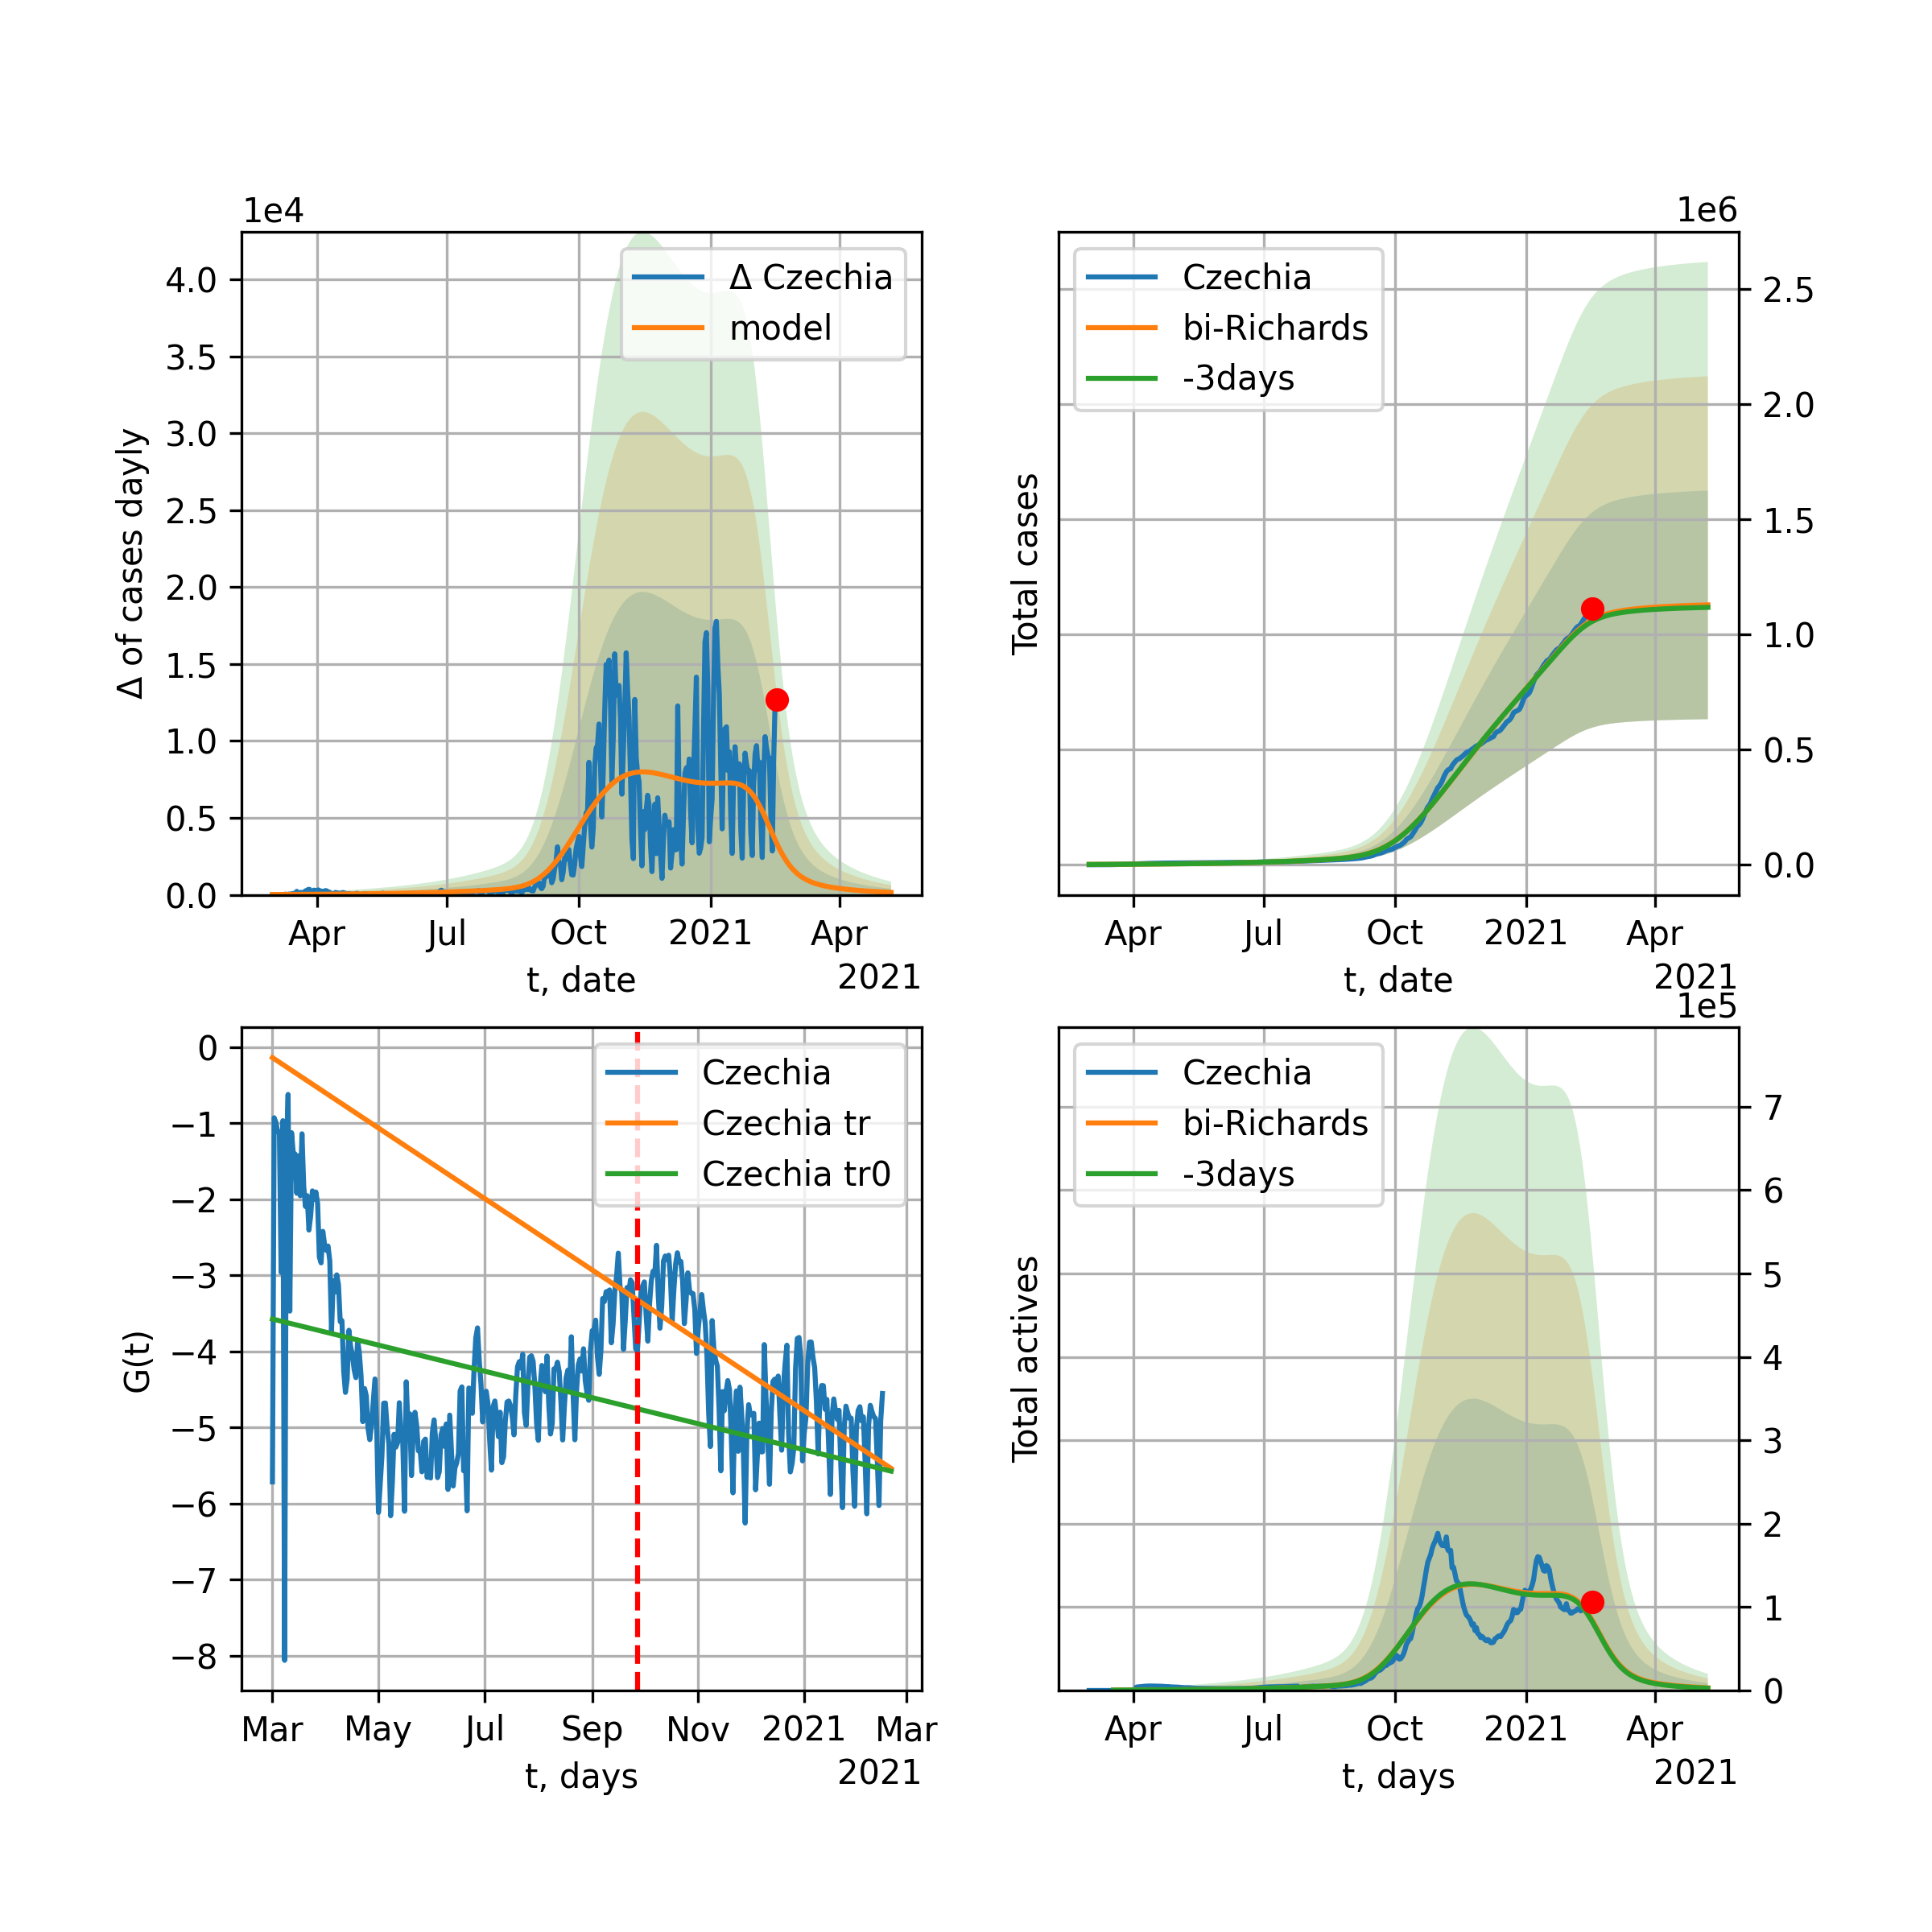 1e4
Δ of cases dayly
4.0
3.5
3.0
2.5
2.0
1.5
1.0
0.5
0.0
Δ Czechia
model
Apr Jul Oct 2021 Apr
t, date
2021
1e6
Total cases
2.5
2.0
1.5
1.0
0.5
0.0
Czechia
bi-Richards
-3days
Apr Jul Oct 2021 Apr
t, date
2021
G(t)
0
−1
−2
−3
−4
−5
−6
−7
−8
Czechia
Czechia tr
Czechia tr0
Mar May Jul Sep Nov 2021 Mar
t, days
2021
1e5
Total actives
7
6
5
4
3
2
1
0
Czechia
bi-Richards
-3days
Apr Jul Oct 2021 Apr
t, days
2021